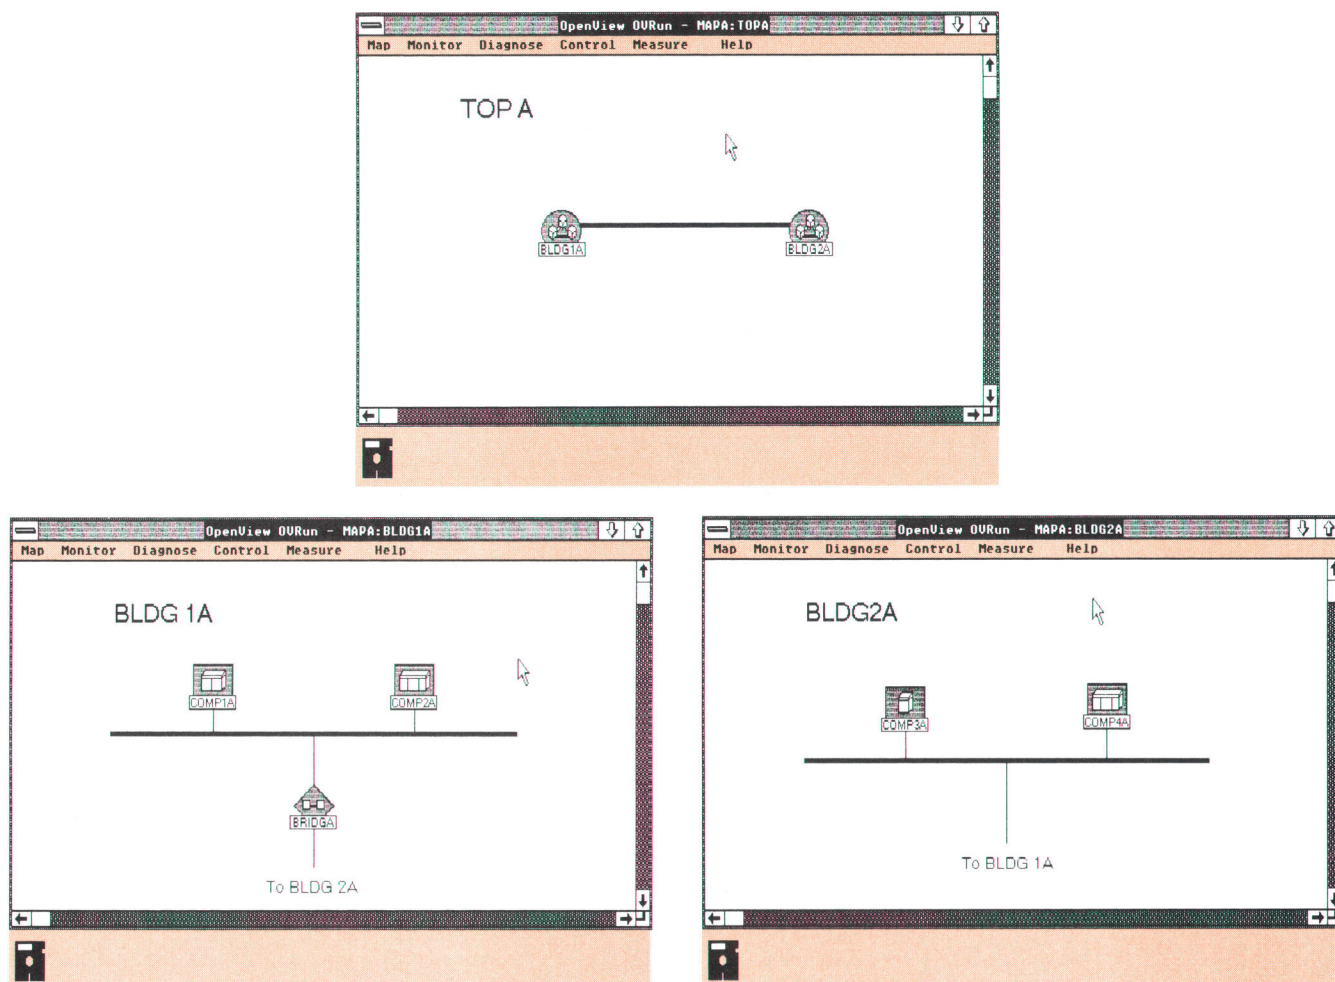 OpenView OVRun - MAPA:TOPA
Map Monitor Diagnose Control Measure Help
TOP A
BLDG1A BLDG2A
OpenView OVRun - MAPA:BLDG1A
Map Monitor Diagnose Control Measure Help
BLDG 1A
COMP1A COMP2A
BRIDGA
To BLDG 2A
OpenView OVRun - MAPA:BLDG2A
Map Monitor Diagnose Control Measure Help
BLDG2A
COMP3A COMP4A
To BLDG 1A